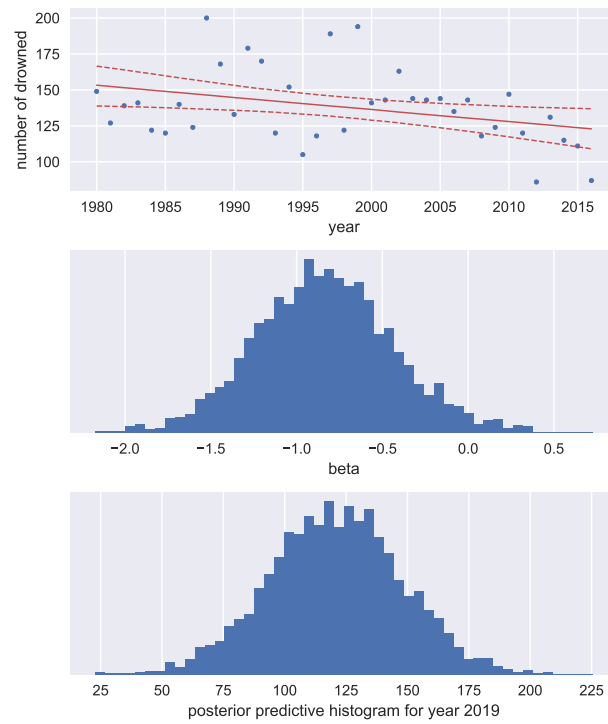 200
175
150
125
100
number of drowned
1980 1985 1990 1995 2000 2005 2010 2015
year
−2.0 −1.5 −1.0 −0.5 0.0 0.5
beta
25 50 75 100 125 150 175 200 225
posterior predictive histogram for year 2019